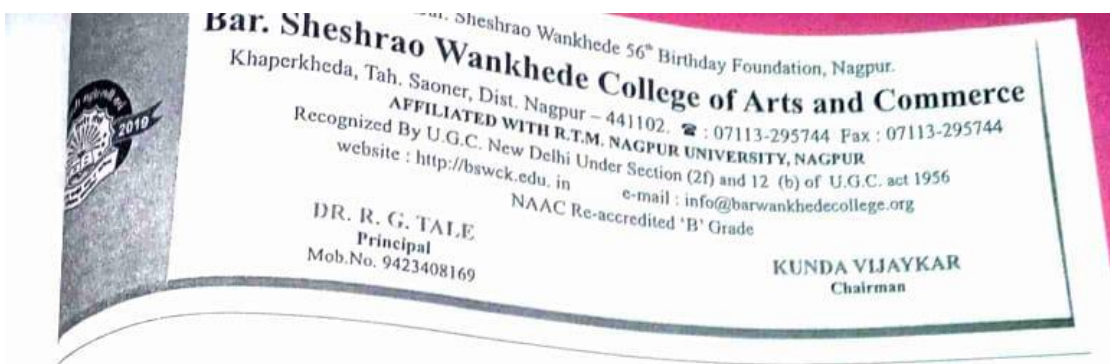 Bar. Sheshrao Wankhede 56th Birthday Foundation, Nagpur.
Bar. Sheshrao Wankhede College of Arts and Commerce
Khaperkheda, Tah. Saoner, Dist. Nagpur – 441102. ☎ : 07113-295744 Fax : 07113-295744
AFFILIATED WITH R.T.M. NAGPUR UNIVERSITY, NAGPUR
Recognized By U.G.C. New Delhi Under Section (2f) and 12 (b) of U.G.C. act 1956
website : http://bswck.edu. in e-mail : info@barwankhedecollege.org
NAAC Re-accredited 'B' Grade
DR. R. G. TALE
Principal
Mob.No. 9423408169
KUNDA VIJAYKAR
Chairman
2019